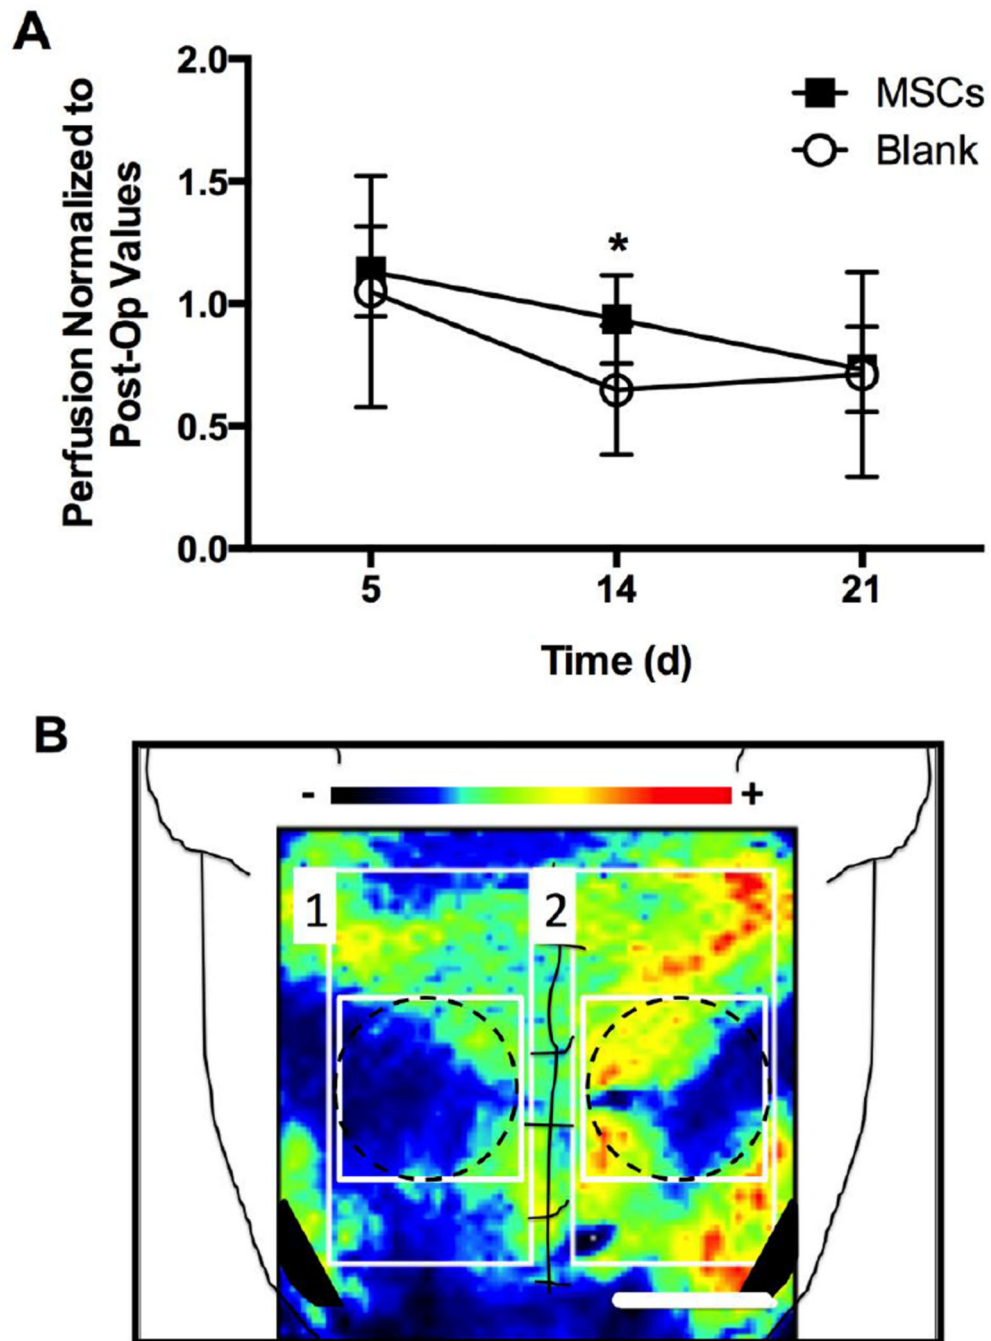 A
Perfusion Normalized to
Post-Op Values
2.0
1.5
1.0
0.5
0.0
MSCs
Blank
*
5 14 21
Time (d)
B
- +
1 2